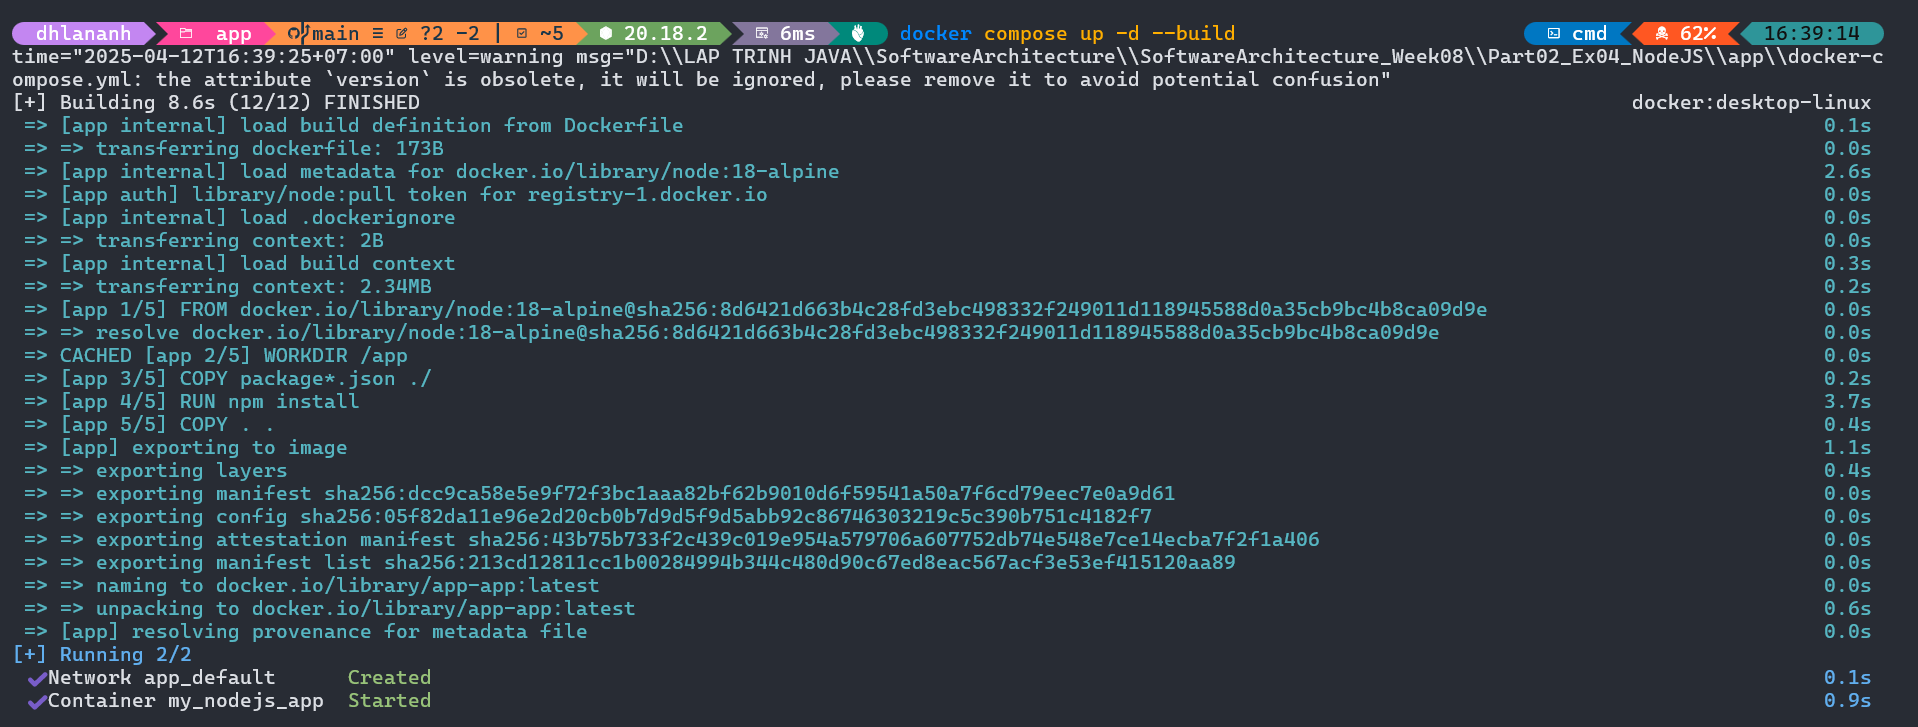 dhlananh app main ≡ ?2 -2 | ~5 20.18.2 6ms docker compose up -d --build cmd 62% 16:39:14
time="2025-04-12T16:39:25+07:00" level=warning msg="D:\\LAP TRINH JAVA\\SoftwareArchitecture\\SoftwareArchitecture_Week08\\Part02_Ex04_NodeJS\\app\\docker-c
ompose.yml: the attribute `version` is obsolete, it will be ignored, please remove it to avoid potential confusion"
[+] Building 8.6s (12/12) FINISHED docker:desktop-linux
=> [app internal] load build definition from Dockerfile 0.1s
=> => transferring dockerfile: 173B 0.0s
=> [app internal] load metadata for docker.io/library/node:18-alpine 2.6s
=> [app auth] library/node:pull token for registry-1.docker.io 0.0s
=> [app internal] load .dockerignore 0.0s
=> => transferring context: 2B 0.0s
=> [app internal] load build context 0.3s
=> => transferring context: 2.34MB 0.2s
=> [app 1/5] FROM docker.io/library/node:18-alpine@sha256:8d6421d663b4c28fd3ebc498332f249011d118945588d0a35cb9bc4b8ca09d9e 0.0s
=> => resolve docker.io/library/node:18-alpine@sha256:8d6421d663b4c28fd3ebc498332f249011d118945588d0a35cb9bc4b8ca09d9e 0.0s
=> CACHED [app 2/5] WORKDIR /app 0.0s
=> [app 3/5] COPY package*.json ./ 0.2s
=> [app 4/5] RUN npm install 3.7s
=> [app 5/5] COPY . . 0.4s
=> [app] exporting to image 1.1s
=> => exporting layers 0.4s
=> => exporting manifest sha256:dcc9ca58e5e9f72f3bc1aaa82bf62b9010d6f59541a50a7f6cd79eec7e0a9d61 0.0s
=> => exporting config sha256:05f82da11e96e2d20cb0b7d9d5f9d5abb92c86746303219c5c390b751c4182f7 0.0s
=> => exporting attestation manifest sha256:43b75b733f2c439c019e954a579706a607752db74e548e7ce14ecba7f2f1a406 0.0s
=> => exporting manifest list sha256:213cd12811cc1b00284994b344c480d90c67ed8eac567acf3e53ef415120aa89 0.0s
=> => naming to docker.io/library/app-app:latest 0.0s
=> => unpacking to docker.io/library/app-app:latest 0.6s
=> [app] resolving provenance for metadata file 0.0s
[+] Running 2/2
✔Network app_default Created 0.1s
✔Container my_nodejs_app Started 0.9s